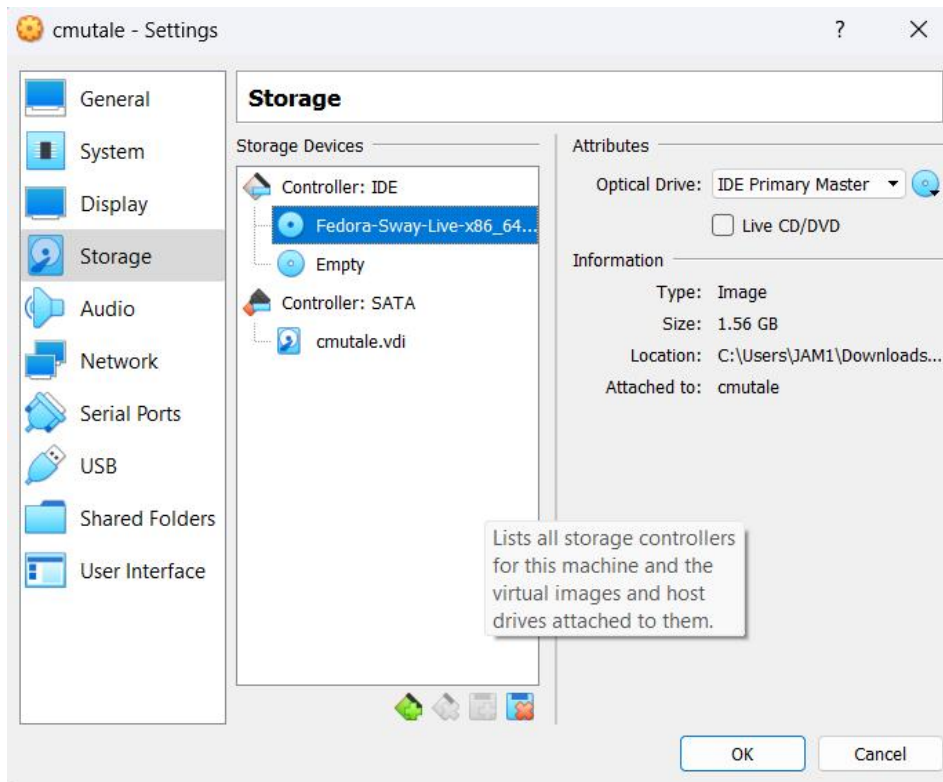 cmutale - Settings
?
General
System
Display
Storage
Audio
Network
Serial Ports
USB
Shared Folders
User Interface
Storage
Storage Devices
Controller: IDE
Fedora-Sway-Live-x86_64...
Empty
Controller: SATA
cmutale.vdi
Attributes
Optical Drive: IDE Primary Master
Live CD/DVD
Information
Type: Image
Size: 1.56 GB
Location: C:\Users\JAM1\Downloads...
Attached to: cmutale
Lists all storage controllers
for this machine and the
virtual images and host
drives attached to them.
OK
Cancel